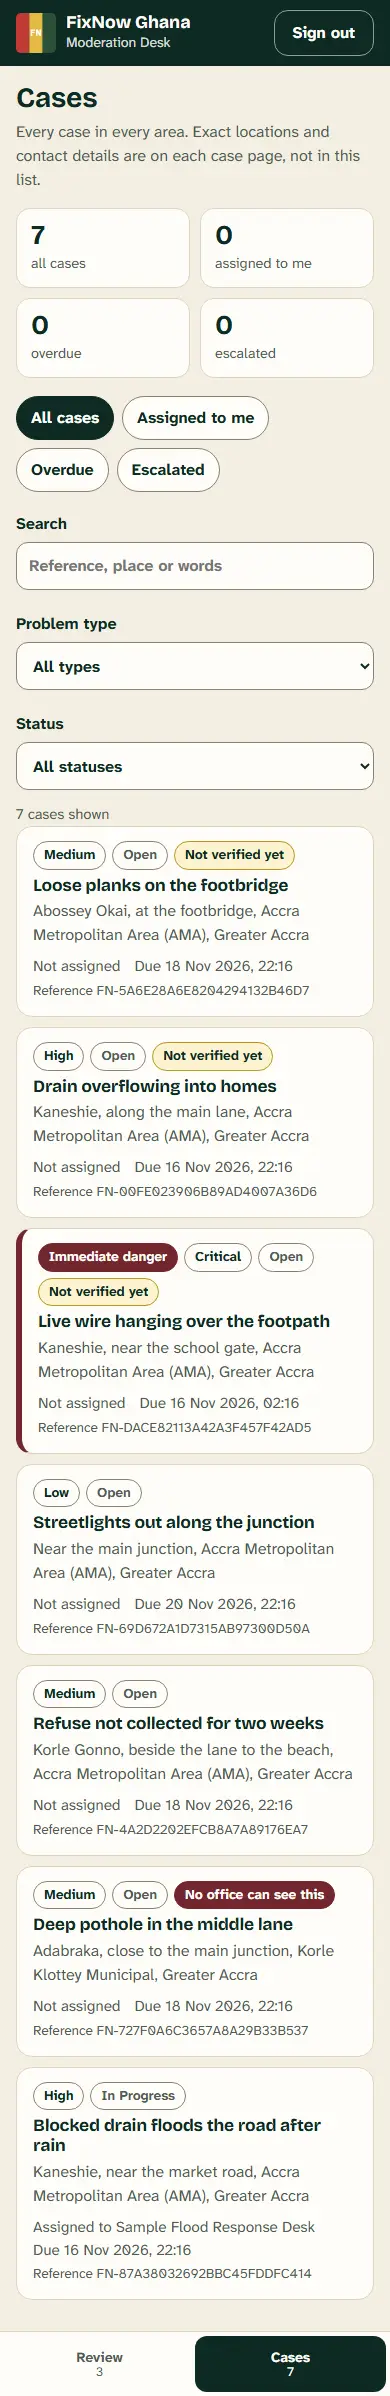 FN
FixNow Ghana
Moderation Desk
Sign out
Cases
Every case in every area. Exact locations and
contact details are on each case page, not in this
list.
7
all cases
0
assigned to me
0
overdue
0
escalated
All cases
Assigned to me
Overdue
Escalated
Search
Reference, place or words
Problem type
All types
Status
All statuses
7 cases shown
Medium Open Not verified yet
Loose planks on the footbridge
Abossey Okai, at the footbridge, Accra
Metropolitan Area (AMA), Greater Accra
Not assigned Due 18 Nov 2026, 22:16
Reference FN-5A6E28A6E8204294132B46D7
High Open Not verified yet
Drain overflowing into homes
Kaneshie, along the main lane, Accra
Metropolitan Area (AMA), Greater Accra
Not assigned Due 16 Nov 2026, 22:16
Reference FN-00FE023906B89AD4007A36D6
Immediate danger Critical Open
Not verified yet
Live wire hanging over the footpath
Kaneshie, near the school gate, Accra
Metropolitan Area (AMA), Greater Accra
Not assigned Due 16 Nov 2026, 02:16
Reference FN-DACE82113A42A3F457F42AD5
Low Open
Streetlights out along the junction
Near the main junction, Accra Metropolitan
Area (AMA), Greater Accra
Not assigned Due 20 Nov 2026, 22:16
Reference FN-69D672A1D7315AB97300D50A
Medium Open
Refuse not collected for two weeks
Korle Gonno, beside the lane to the beach,
Accra Metropolitan Area (AMA), Greater Accra
Not assigned Due 18 Nov 2026, 22:16
Reference FN-4A2D2202EFCB8A7A89176EA7
Medium Open No office can see this
Deep pothole in the middle lane
Adabraka, close to the main junction, Korle
Klottey Municipal, Greater Accra
Not assigned Due 18 Nov 2026, 22:16
Reference FN-727F0A6C3657A8A29B33B537
High In Progress
Blocked drain floods the road after
rain
Kaneshie, near the market road, Accra
Metropolitan Area (AMA), Greater Accra
Assigned to Sample Flood Response Desk
Due 16 Nov 2026, 22:16
Reference FN-87A38032692BBC45FDDFC414
Review
3
Cases
7